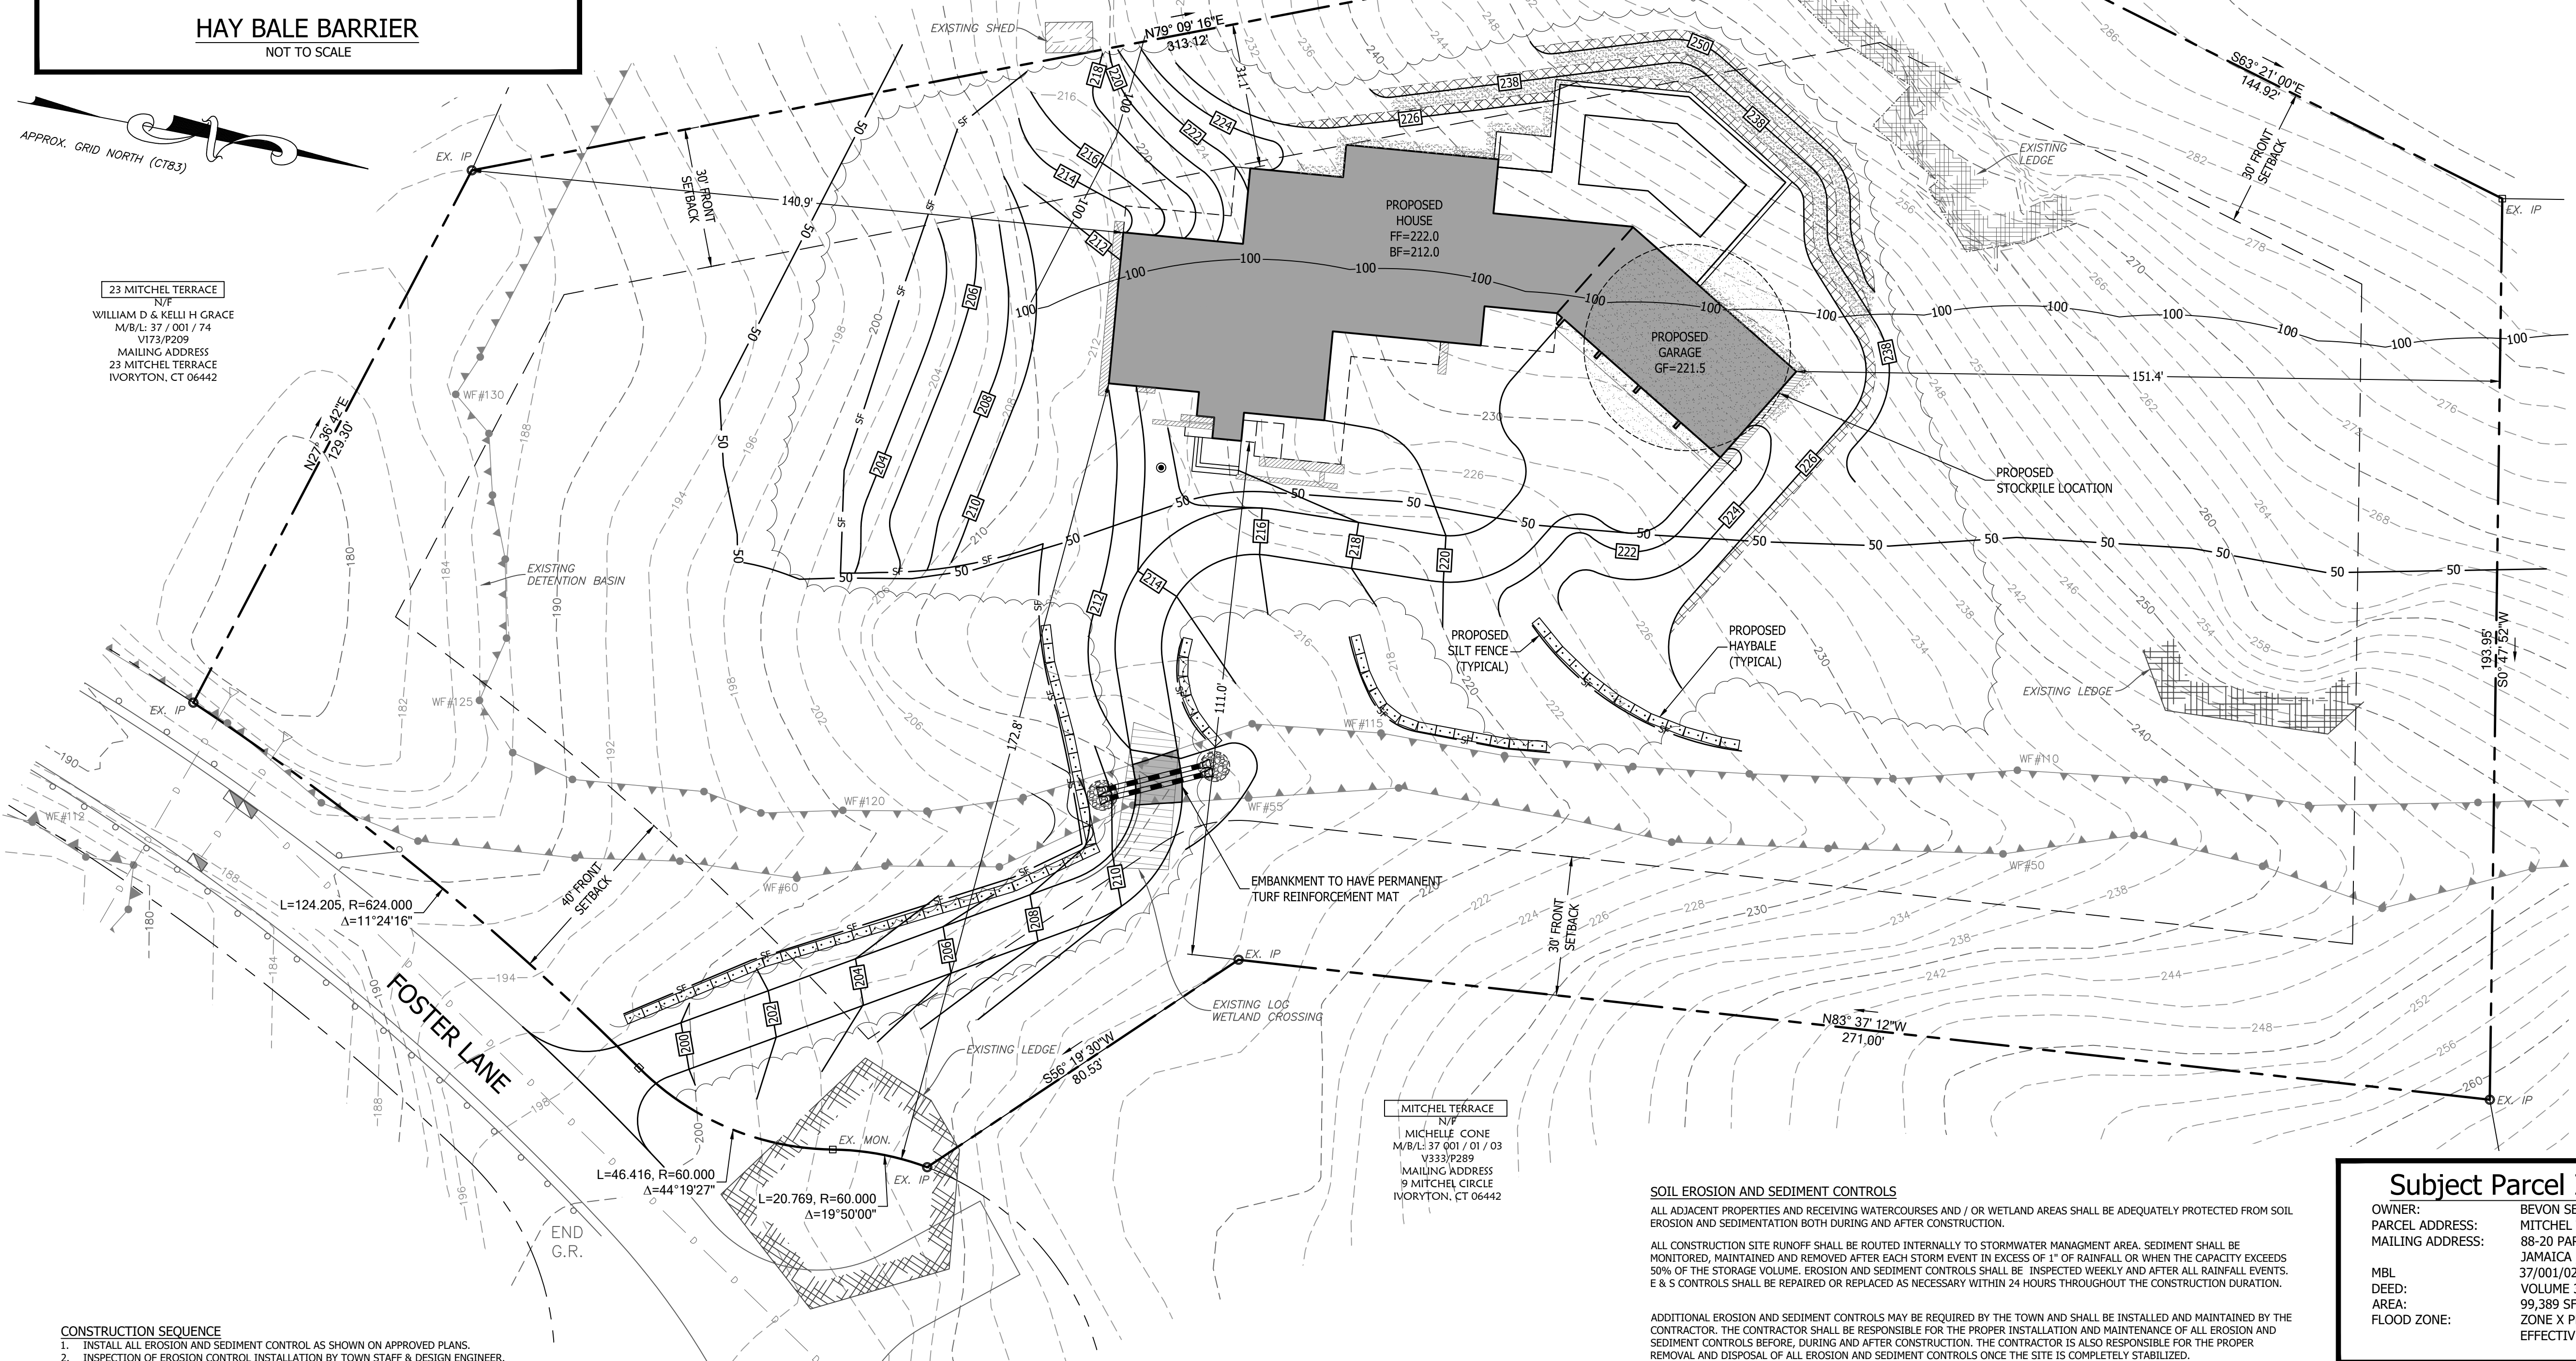 HAY BALE BARRIER
NOT TO SCALE
APPROX. GRID NORTH (CT83)
EXISTING SHED
N79° 09' 16"E
313.12'
31.1'
S63° 21' 00"E
144.92'
30' FRONT
SETBACK
EXISTING
LEDGE
EX. IP
EX. IP
30' FRONT
SETBACK
140.9'
23 MITCHEL TERRACE
N/F
WILLIAM D & KELLI H GRACE
M/B/L: 37 / 001 / 74
V173/P209
MAILING ADDRESS
23 MITCHEL TERRACE
IVORYTON, CT 06442
PROPOSED
HOUSE
FF=222.0
BF=212.0
PROPOSED
GARAGE
GF=221.5
151.4'
PROPOSED
STOCKPILE LOCATION
N27° 36' 42"E
129.30'
WF#130
EXISTING
DETENTION BASIN
WF#125
EX. IP
PROPOSED
SILT FENCE
(TYPICAL)
PROPOSED
HAYBALE
(TYPICAL)
EXISTING LEDGE
193.95'
S0° 47' 52"W
172.8'
111.0'
WF#115
WF#110
WF#120
WF#55
WF#112
WF#60
WF#50
EMBANKMENT TO HAVE PERMANENT
TURF REINFORCEMENT MAT
40' FRONT
SETBACK
30' FRONT
SETBACK
L=124.205, R=624.000
Δ=11°24'16"
FOSTER LANE
EX. IP
EXISTING LOG
WETLAND CROSSING
N83° 37' 12"W
271.00'
EXISTING LEDGE
S56° 19' 30"W
80.53'
EX. IP
EX. MON.
EX. IP
L=46.416, R=60.000
Δ=44°19'27"
L=20.769, R=60.000
Δ=19°50'00"
END
G.R.
MITCHEL TERRACE
N/F
MICHELLE CONE
M/B/L: 37 001 / 01 / 03
V333/P289
MAILING ADDRESS
9 MITCHEL CIRCLE
IVORYTON, CT 06442
SOIL EROSION AND SEDIMENT CONTROLS
ALL ADJACENT PROPERTIES AND RECEIVING WATERCOURSES AND / OR WETLAND AREAS SHALL BE ADEQUATELY PROTECTED FROM SOIL
EROSION AND SEDIMENTATION BOTH DURING AND AFTER CONSTRUCTION.
ALL CONSTRUCTION SITE RUNOFF SHALL BE ROUTED INTERNALLY TO STORMWATER MANAGMENT AREA. SEDIMENT SHALL BE
MONITORED, MAINTAINED AND REMOVED AFTER EACH STORM EVENT IN EXCESS OF 1" OF RAINFALL OR WHEN THE CAPACITY EXCEEDS
50% OF THE STORAGE VOLUME. EROSION AND SEDIMENT CONTROLS SHALL BE INSPECTED WEEKLY AND AFTER ALL RAINFALL EVENTS.
E & S CONTROLS SHALL BE REPAIRED OR REPLACED AS NECESSARY WITHIN 24 HOURS THROUGHOUT THE CONSTRUCTION DURATION.
ADDITIONAL EROSION AND SEDIMENT CONTROLS MAY BE REQUIRED BY THE TOWN AND SHALL BE INSTALLED AND MAINTAINED BY THE
CONTRACTOR. THE CONTRACTOR SHALL BE RESPONSIBLE FOR THE PROPER INSTALLATION AND MAINTENANCE OF ALL EROSION AND
SEDIMENT CONTROLS BEFORE, DURING AND AFTER CONSTRUCTION. THE CONTRACTOR IS ALSO RESPONSIBLE FOR THE PROPER
REMOVAL AND DISPOSAL OF ALL EROSION AND SEDIMENT CONTROLS ONCE THE SITE IS COMPLETELY STABILIZED.
Subject Parcel
OWNER: BEVON
PARCEL ADDRESS: MITCHEL
MAILING ADDRESS: 88-20
JAMAICA
MBL 37/001/02
DEED: VOLUME
AREA: 99,389 SF
FLOOD ZONE: ZONE X
CONSTRUCTION SEQUENCE
1. INSTALL ALL EROSION AND SEDIMENT CONTROL AS SHOWN ON APPROVED PLANS.
2. INSPECTION OF EROSION CONTROL INSTALLATION BY TOWN STAFF & DESIGN ENGINEER.